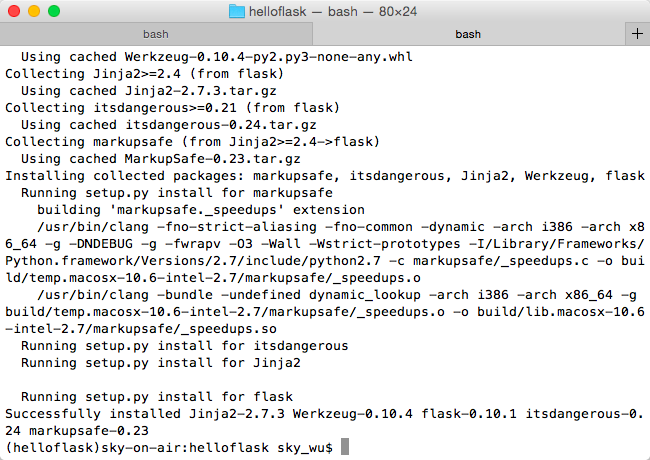 helloflask — bash — 80×24
bash bash +
Using cached Werkzeug-0.10.4-py2.py3-none-any.whl
Collecting Jinja2>=2.4 (from flask)
Using cached Jinja2-2.7.3.tar.gz
Collecting itsdangerous>=0.21 (from flask)
Using cached itsdangerous-0.24.tar.gz
Collecting markupsafe (from Jinja2>=2.4->flask)
Using cached MarkupSafe-0.23.tar.gz
Installing collected packages: markupsafe, itsdangerous, Jinja2, Werkzeug, flask
Running setup.py install for markupsafe
building 'markupsafe._speedups' extension
/usr/bin/clang -fno-strict-aliasing -fno-common -dynamic -arch i386 -arch x8
6_64 -g -DNDEBUG -g -fwrapv -O3 -Wall -Wstrict-prototypes -I/Library/Frameworks/
Python.framework/Versions/2.7/include/python2.7 -c markupsafe/_speedups.c -o bui
ld/temp.macosx-10.6-intel-2.7/markupsafe/_speedups.o
/usr/bin/clang -bundle -undefined dynamic_lookup -arch i386 -arch x86_64 -g
build/temp.macosx-10.6-intel-2.7/markupsafe/_speedups.o -o build/lib.macosx-10.6
-intel-2.7/markupsafe/_speedups.so
Running setup.py install for itsdangerous
Running setup.py install for Jinja2
Running setup.py install for flask
Successfully installed Jinja2-2.7.3 Werkzeug-0.10.4 flask-0.10.1 itsdangerous-0.
24 markupsafe-0.23
(helloflask)sky-on-air:helloflask sky_wu$